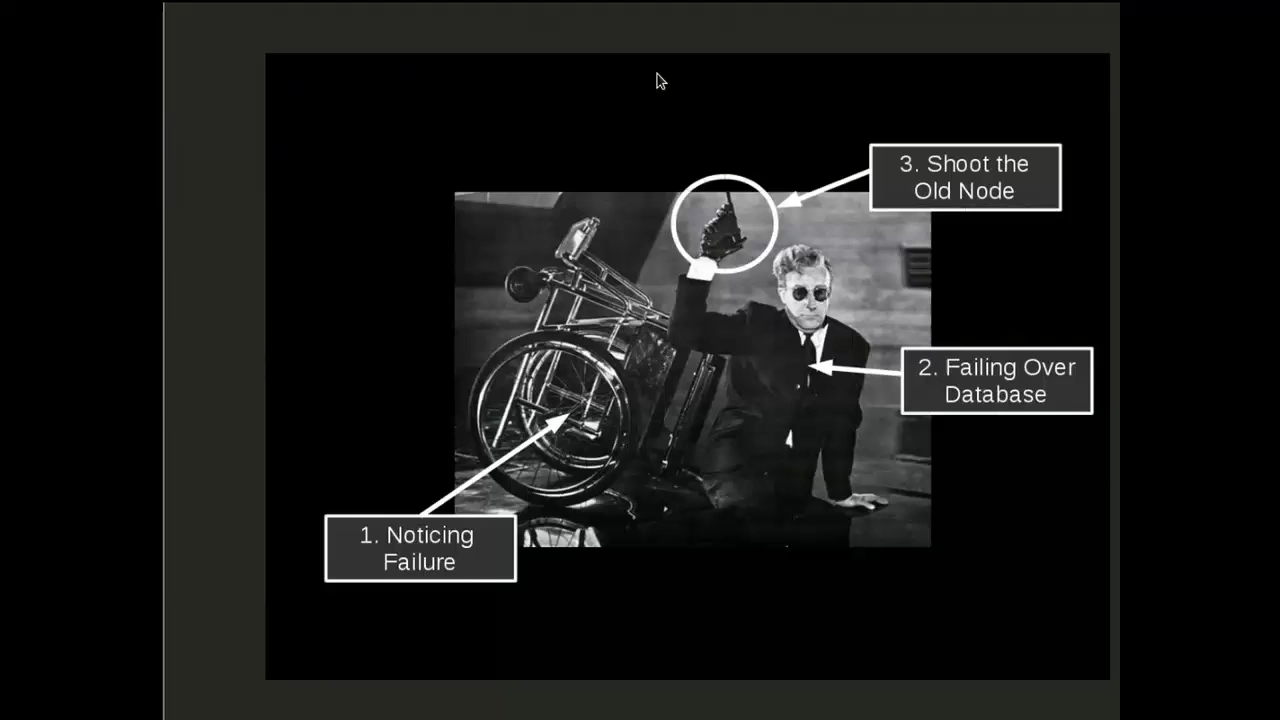 3. Shoot the
Old Node
2. Failing Over
Database
1. Noticing
Failure